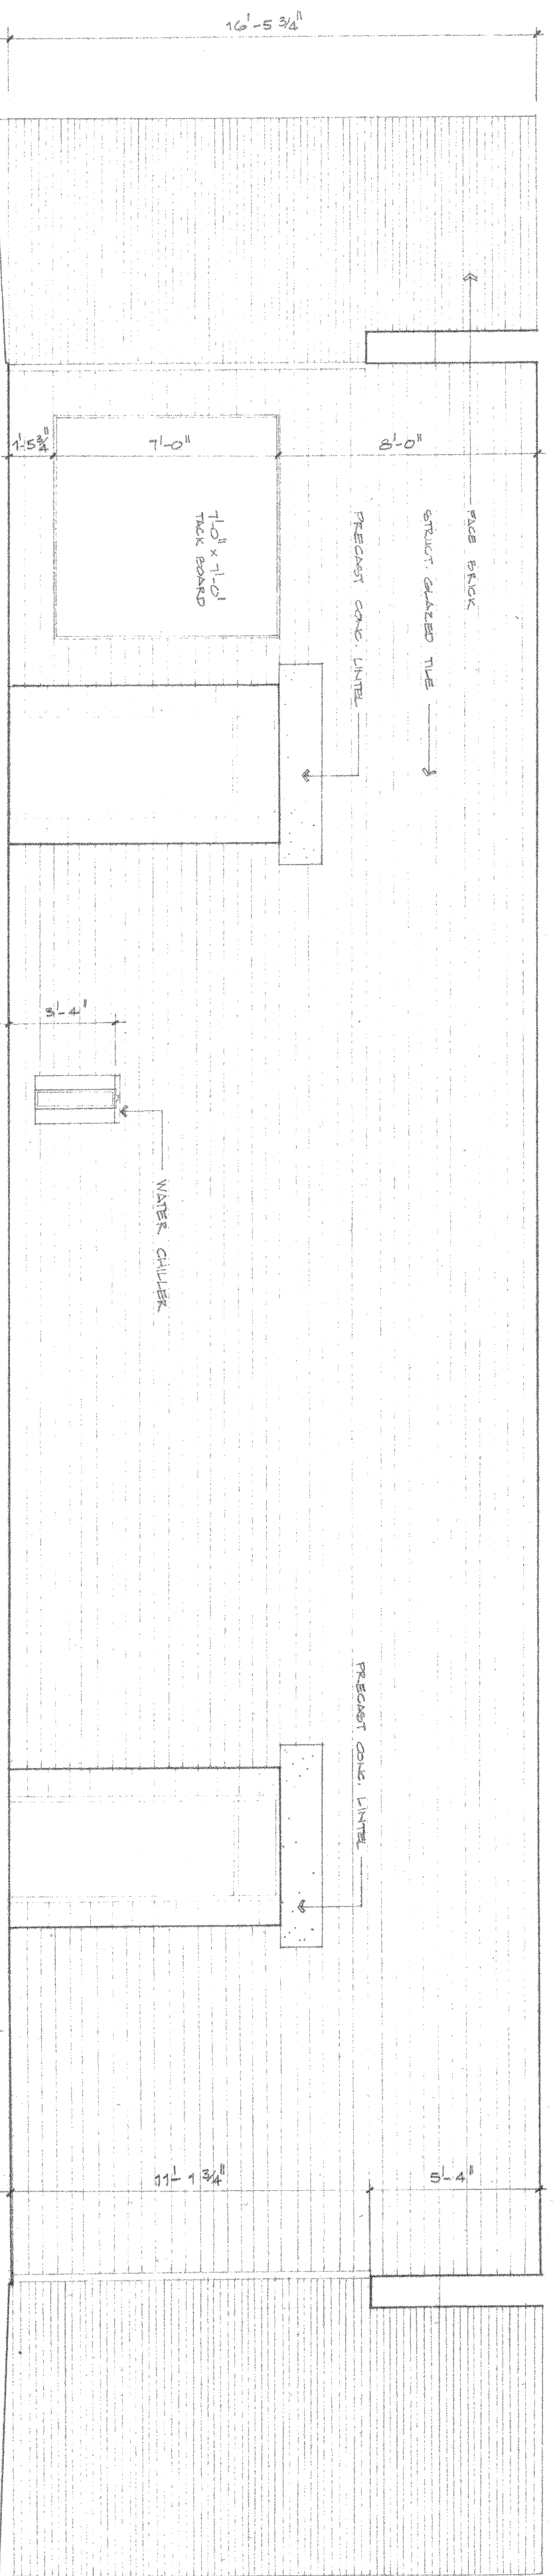 16'-5 3/4"
1'-5 3/4"
7'-0"
8'-0"
FACE BRICK
STRUCT. GLAZED TILE
PRECAST CONC. LINTEL
7'-0" x 7'-0"
TACK BOARD
3'-4"
WATER CHILLER
PRECAST CONC. LINTEL
11'-1 3/4"
5'-4"